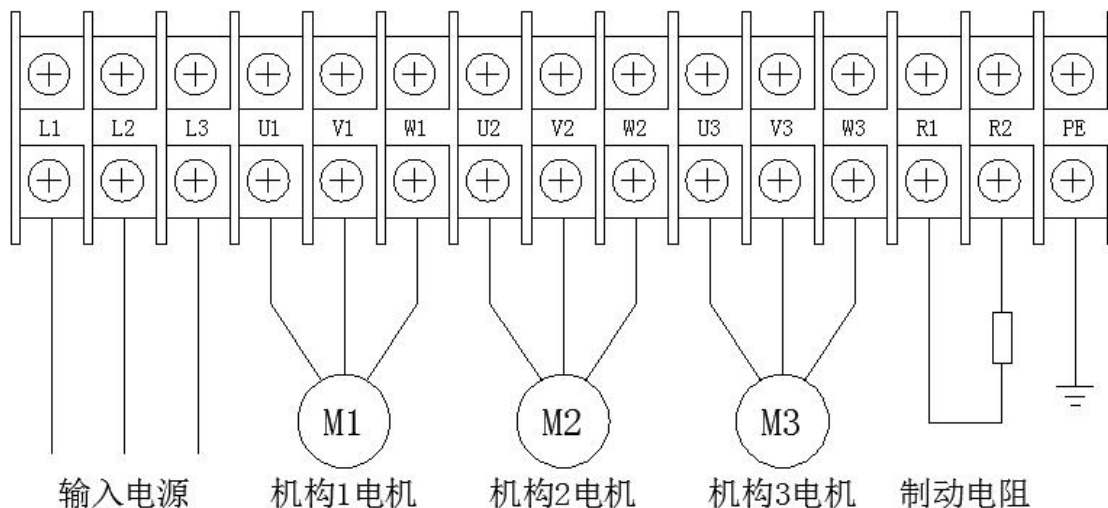 L1 L2 L3 U1 V1 W1 U2 V2 W2 U3 V3 W3 R1 R2 PE
M1 M2 M3
输入电源 机构1电机 机构2电机 机构3电机 制动电阻